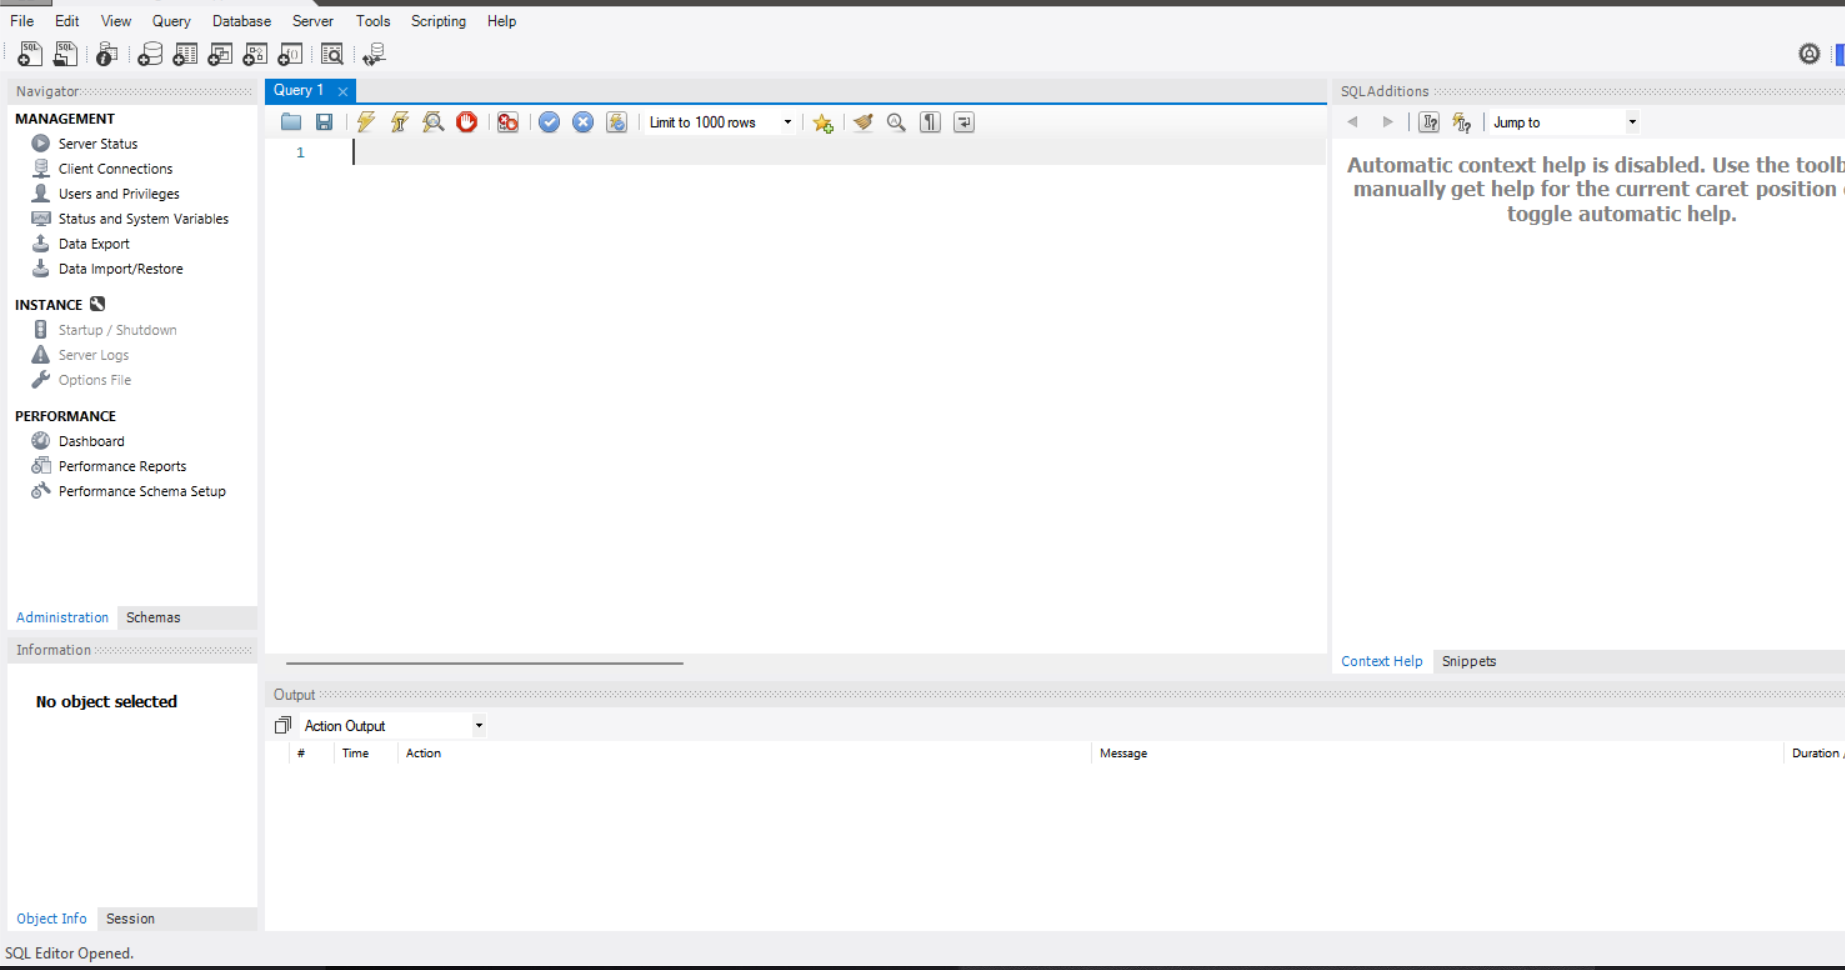 File Edit View Query Database Server Tools Scripting Help
SQL SQL
Navigator
MANAGEMENT
Server Status
Client Connections
Users and Privileges
Status and System Variables
Data Export
Data Import/Restore
INSTANCE
Startup / Shutdown
Server Logs
Options File
PERFORMANCE
Dashboard
Performance Reports
Performance Schema Setup
Administration Schemas
Information
No object selected
Object Info Session
Query 1
Limit to 1000 rows
1
SQLAdditions
Jump to
Automatic context help is disabled. Use the toolb
manually get help for the current caret position
toggle automatic help.
Context Help Snippets
Output
Action Output
# Time Action Message Duration /
SQL Editor Opened.